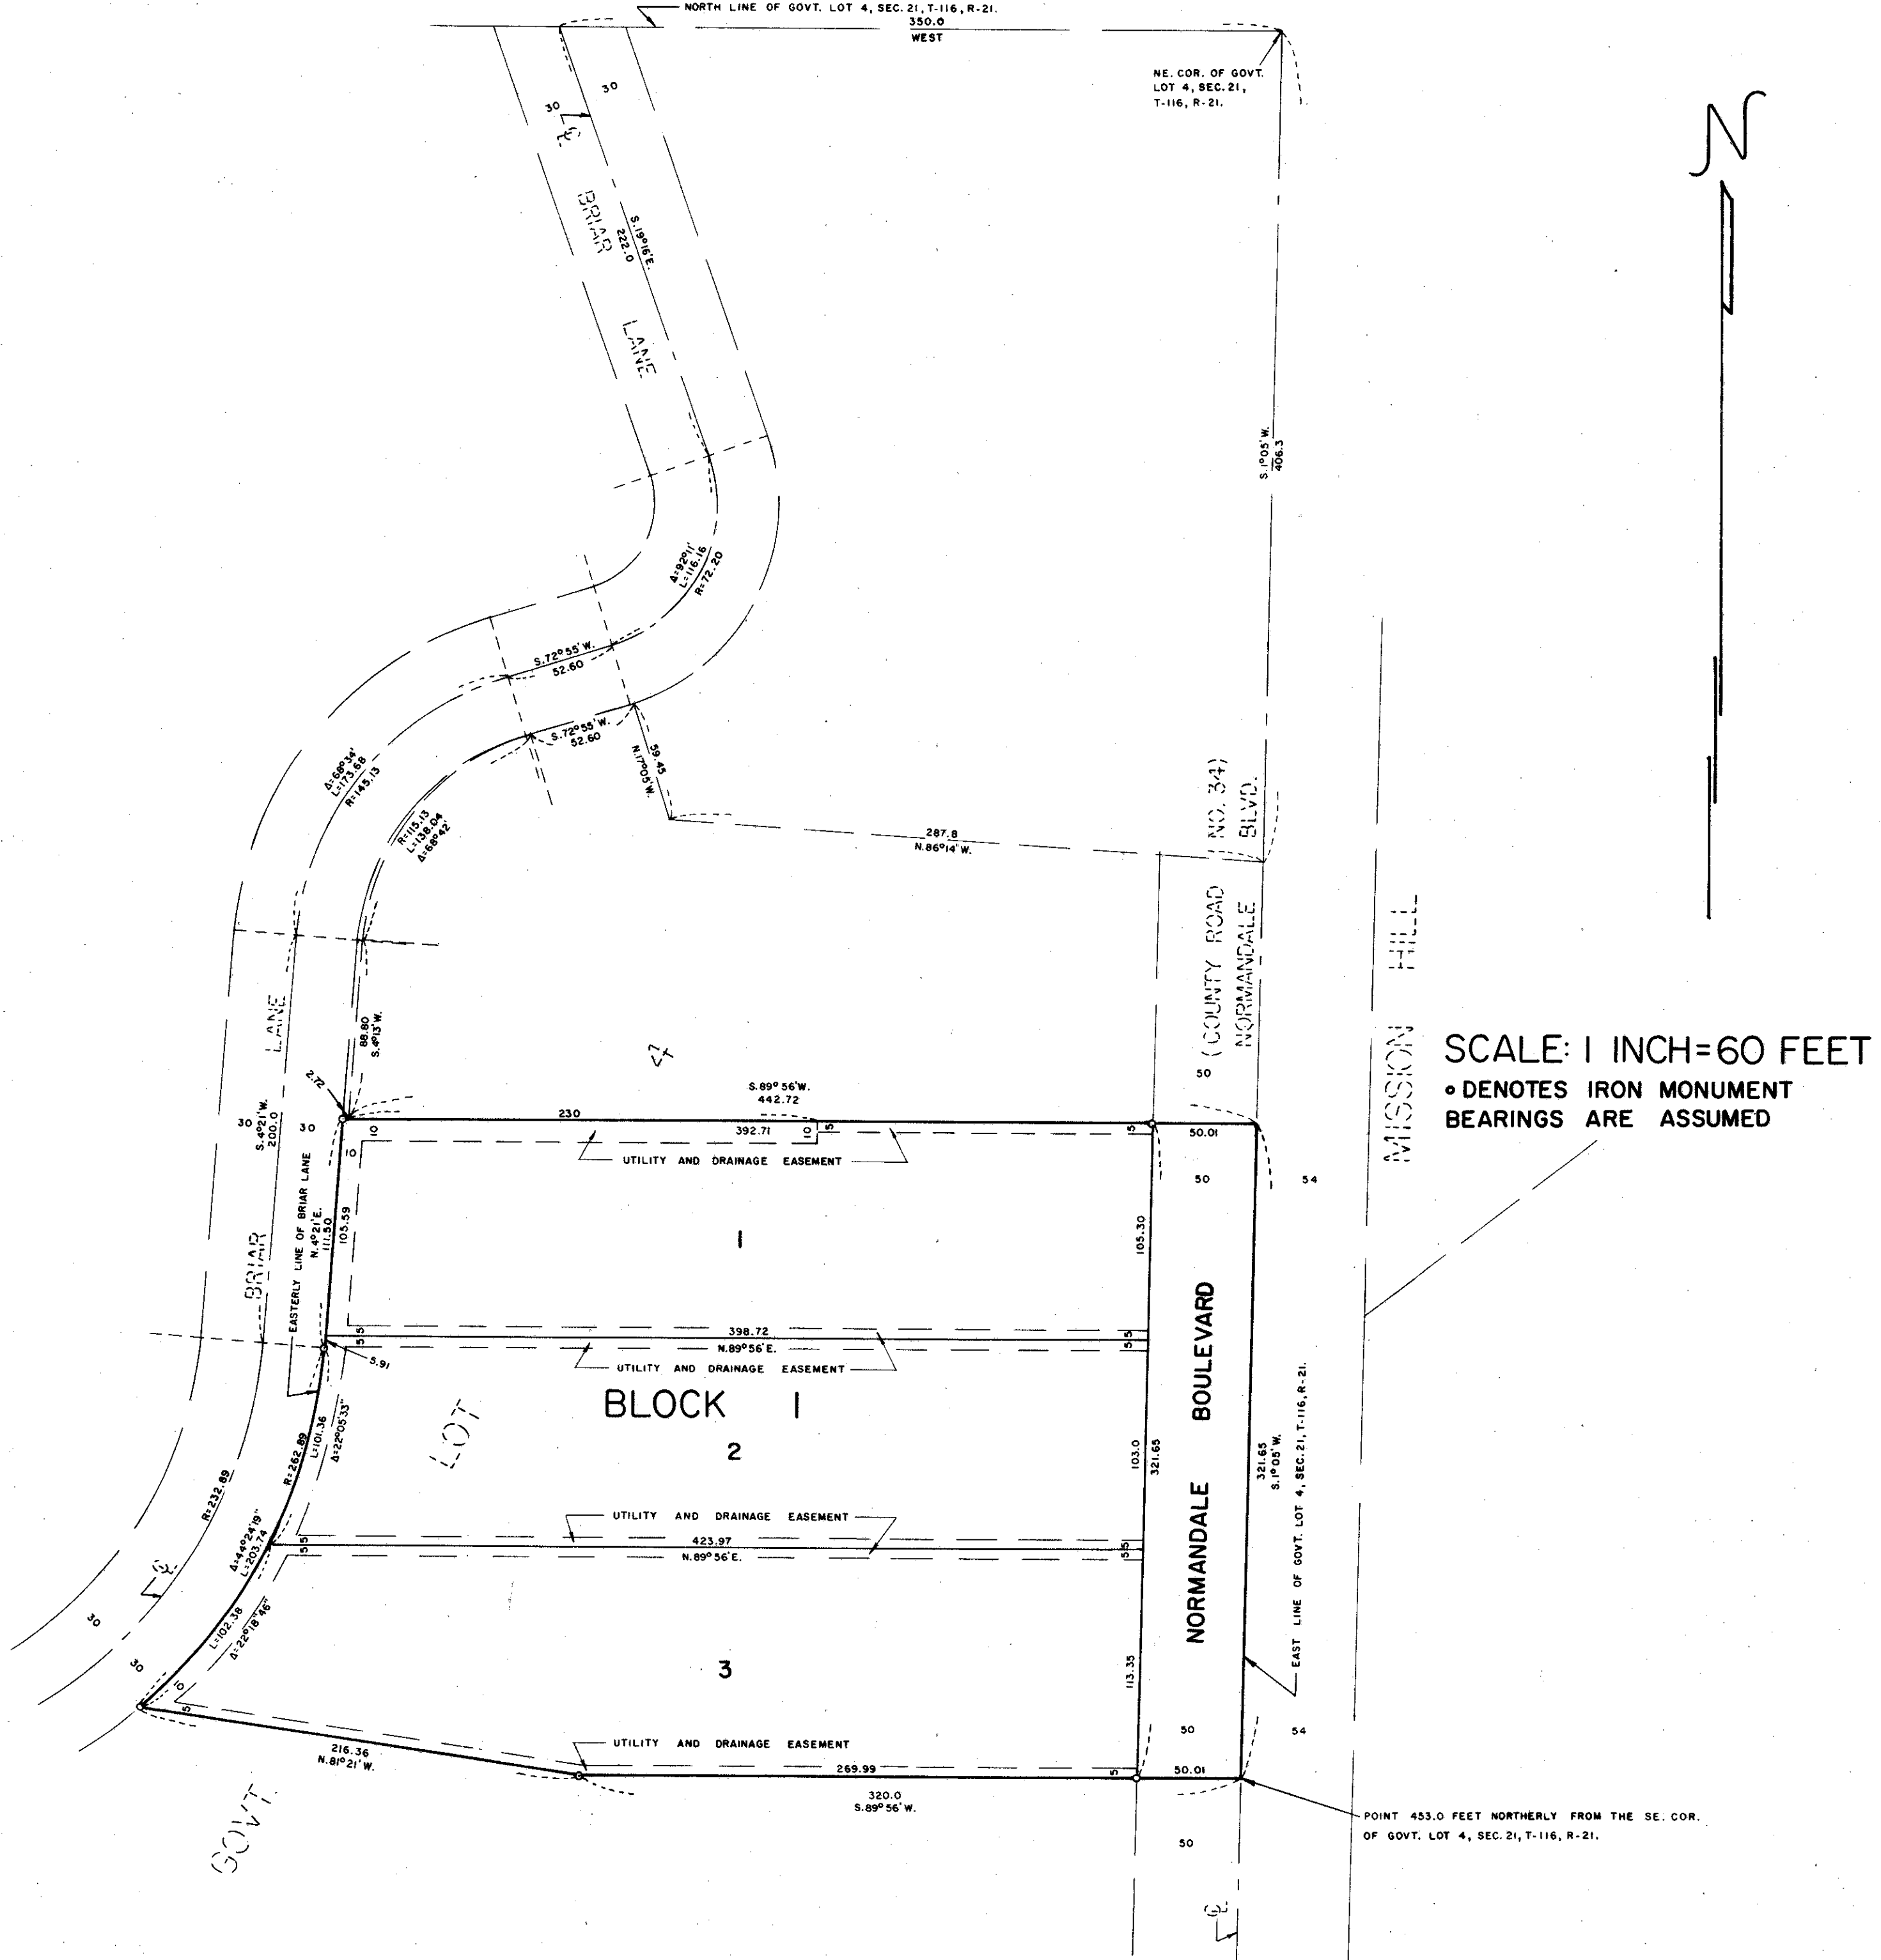 NORTH LINE OF GOVT. LOT 4, SEC. 21, T-116, R-21.
350.0
WEST
NE. COR. OF GOVT.
LOT 4, SEC. 21,
T-116, R-21.
N
30
30
BRIAR
LANE
S.19°16'E.
222.0
S.1°05'W.
406.3
Δ=92°11'
L=116.16
R=72.20
S.72°55'W.
52.60
S.72°55'W.
52.60
59.45
N.17°05'W.
Δ=68°34'
L=173.68
R=145.13
R=115.13
L=138.04
Δ=68°42'
287.8
N.86°14'W.
(COUNTY ROAD NO. 34)
NORMANDALE BLVD.
MISSION HILL
SCALE: 1 INCH=60 FEET
DENOTES IRON MONUMENT
BEARINGS ARE ASSUMED
BRIAR LANE
88.80
S.4°13'W.
2.72
47
50
S.89°56'W.
442.72
230
392.71
50.01
30
S.4°21'W.
200.0
30
10
10
10
5
5
UTILITY AND DRAINAGE EASEMENT
50
54
EASTERLY LINE OF BRIAR LANE
N.4°21'E.
111.50
105.59
1
105.30
398.72
N.89°56'E.
55
55
5.91
UTILITY AND DRAINAGE EASEMENT
BLOCK 1
LOT
2
R=262.89
L=101.36
Δ=22°05'33"
R=232.89
103.0
321.65
NORMANDALE BOULEVARD
321.65
S.1°05'W.
EAST LINE OF GOVT. LOT 4, SEC. 21, T-116, R-21.
UTILITY AND DRAINAGE EASEMENT
423.97
N.89°56'E.
55
55
Δ=44°24'19"
L=203.74
L=102.38
Δ=22°18'46"
30
30
10
5
3
113.35
50
54
216.36
N.81°21'W.
UTILITY AND DRAINAGE EASEMENT
269.99
5
50.01
320.0
S.89°56'W.
POINT 453.0 FEET NORTHERLY FROM THE SE. COR.
OF GOVT. LOT 4, SEC. 21, T-116, R-21.
GOVT.
50